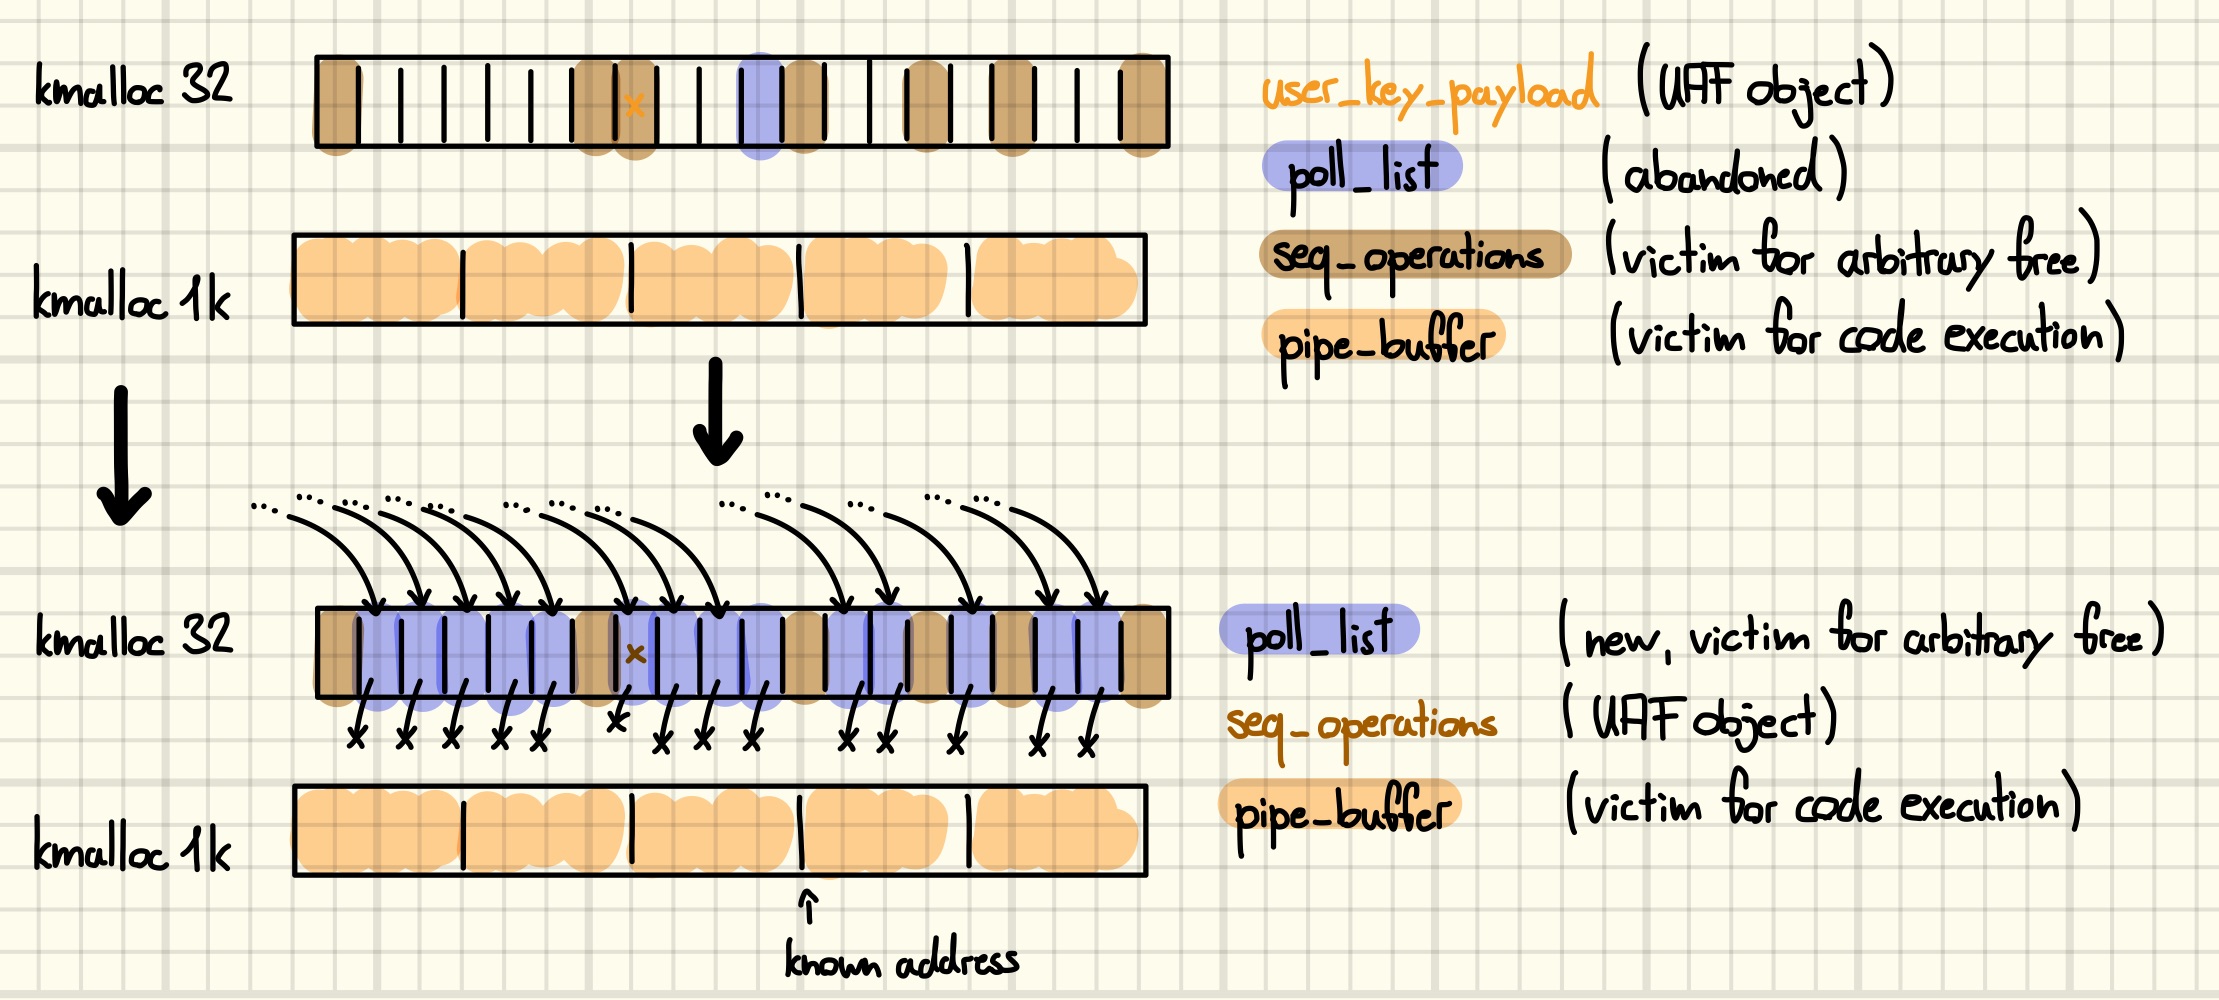 kmalloc 32
user_key_payload (UAF object)
poll_list (abandoned)
seq_operations (victim for arbitrary free)
kmalloc 1k
pipe_buffer (victim for code execution)
kmalloc 32
poll_list (new, victim for arbitrary free)
seq_operations (UAF object)
kmalloc 1k
pipe_buffer (victim for code execution)
known address